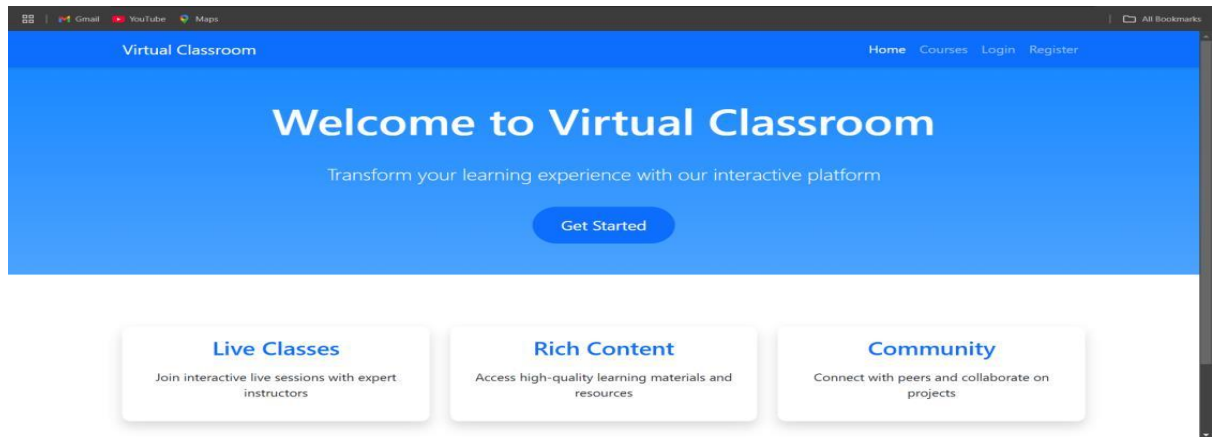 Gmail YouTube Maps All Bookmarks
Virtual Classroom Home Courses Login Register
Welcome to Virtual Classroom
Transform your learning experience with our interactive platform
Get Started
Live Classes
Join interactive live sessions with expert
instructors
Rich Content
Access high-quality learning materials and
resources
Community
Connect with peers and collaborate on
projects